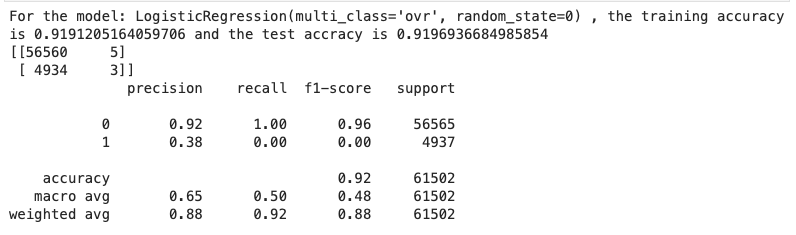 For the model: LogisticRegression(multi_class='ovr', random_state=0) , the training accuracy
is 0.9191205164059706 and the test accracy is 0.9196936684985854
[[56560     5]
 [ 4934     3]]
              precision    recall  f1-score   support

           0       0.92      1.00      0.96     56565
           1       0.38      0.00      0.00      4937

    accuracy                           0.92     61502
   macro avg       0.65      0.50      0.48     61502
weighted avg       0.88      0.92      0.88     61502